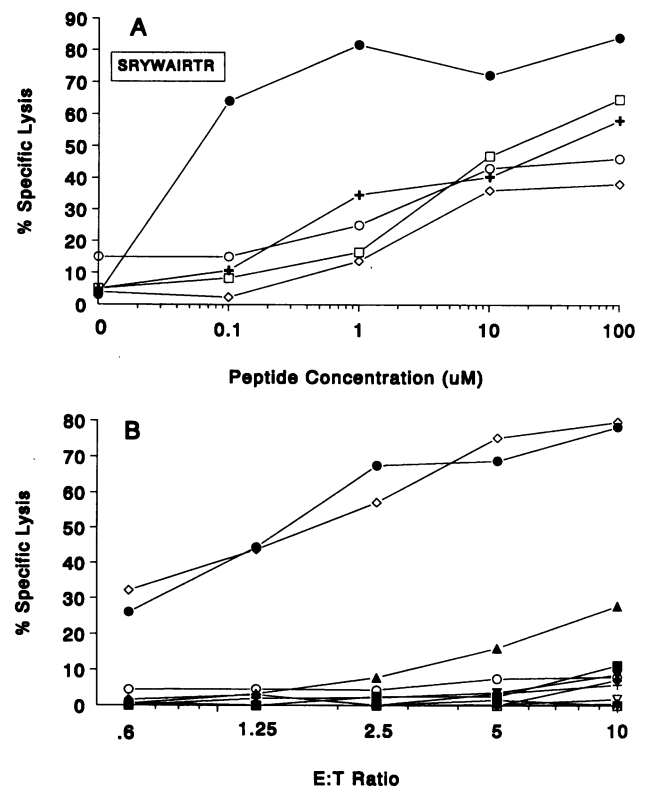 A
SRYWAIRTR
% Specific Lysis
90
80
70
60
50
40
30
20
10
0
0 0.1 1 10 100
Peptide Concentration (uM)
B
% Specific Lysis
80
70
60
50
40
30
20
10
0
.6 1.25 2.5 5 10
E:T Ratio